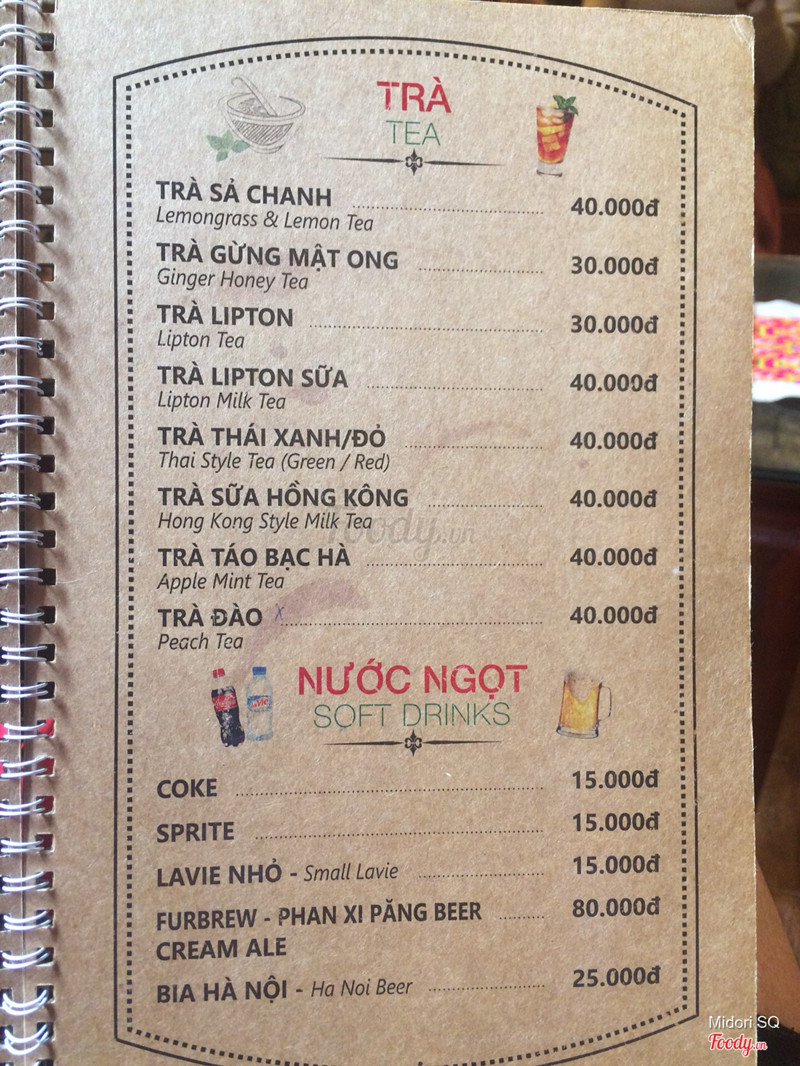 TRÀ
TEA
TRÀ SẢ CHANH 40.000đ
Lemongrass & Lemon Tea
TRÀ GỪNG MẬT ONG 30.000đ
Ginger Honey Tea
TRÀ LIPTON 30.000đ
Lipton Tea
TRÀ LIPTON SỮA 40.000đ
Lipton Milk Tea
TRÀ THÁI XANH/ĐỎ 40.000đ
Thai Style Tea (Green / Red)
TRÀ SỮA HỒNG KÔNG 40.000đ
Hong Kong Style Milk Tea
Foody.vn
TRÀ TÁO BẠC HÀ 40.000đ
Apple Mint Tea
TRÀ ĐÀO x 40.000đ
Peach Tea
NƯỚC NGỌT
SOFT DRINKS
LaVie
COKE 15.000đ
SPRITE 15.000đ
LAVIE NHỎ - Small Lavie 15.000đ
FURBREW - PHAN XI PĂNG BEER 80.000đ
CREAM ALE
BIA HÀ NỘI - Ha Noi Beer 25.000đ
Midori SQ
Foody.vn